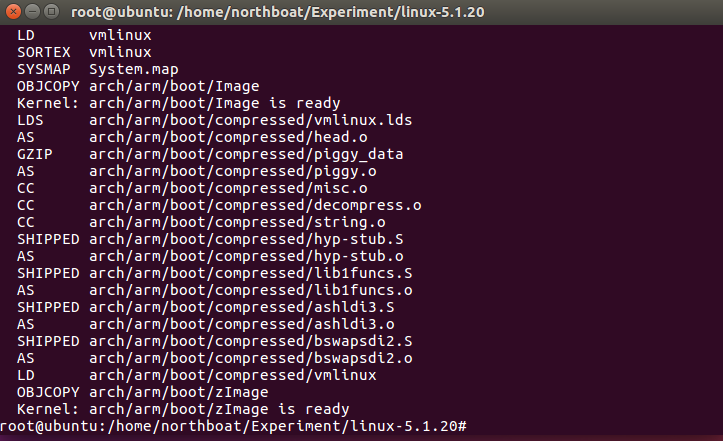 root@ubuntu: /home/northboat/Experiment/linux-5.1.20
LD vmlinux
SORTEX vmlinux
SYSMAP System.map
OBJCOPY arch/arm/boot/Image
Kernel: arch/arm/boot/Image is ready
LDS arch/arm/boot/compressed/vmlinux.lds
AS arch/arm/boot/compressed/head.o
GZIP arch/arm/boot/compressed/piggy_data
AS arch/arm/boot/compressed/piggy.o
CC arch/arm/boot/compressed/misc.o
CC arch/arm/boot/compressed/decompress.o
CC arch/arm/boot/compressed/string.o
SHIPPED arch/arm/boot/compressed/hyp-stub.S
AS arch/arm/boot/compressed/hyp-stub.o
SHIPPED arch/arm/boot/compressed/lib1funcs.S
AS arch/arm/boot/compressed/lib1funcs.o
SHIPPED arch/arm/boot/compressed/ashldi3.S
AS arch/arm/boot/compressed/ashldi3.o
SHIPPED arch/arm/boot/compressed/bswapsdi2.S
AS arch/arm/boot/compressed/bswapsdi2.o
LD arch/arm/boot/compressed/vmlinux
OBJCOPY arch/arm/boot/zImage
Kernel: arch/arm/boot/zImage is ready
root@ubuntu:/home/northboat/Experiment/linux-5.1.20#